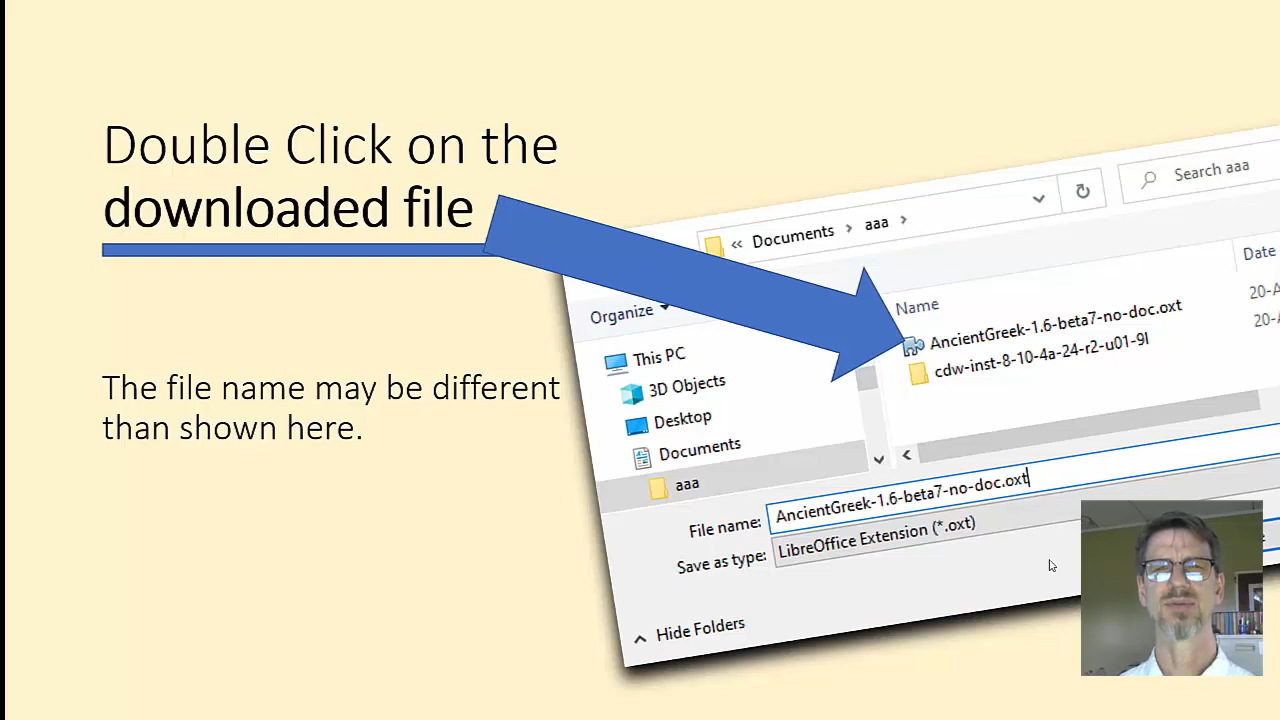 Double Click on the
downloaded file
The file name may be different
than shown here.
« Documents › aaa ›
Search aaa
Organize
Name
Date
This PC
3D Objects
Desktop
Documents
aaa
AncientGreek-1.6-beta7-no-doc.oxt
20-A
cdw-inst-8-10-4a-24-r2-u01-9l
20-A
File name: AncientGreek-1.6-beta7-no-doc.oxt
Save as type: LibreOffice Extension (*.oxt)
Hide Folders